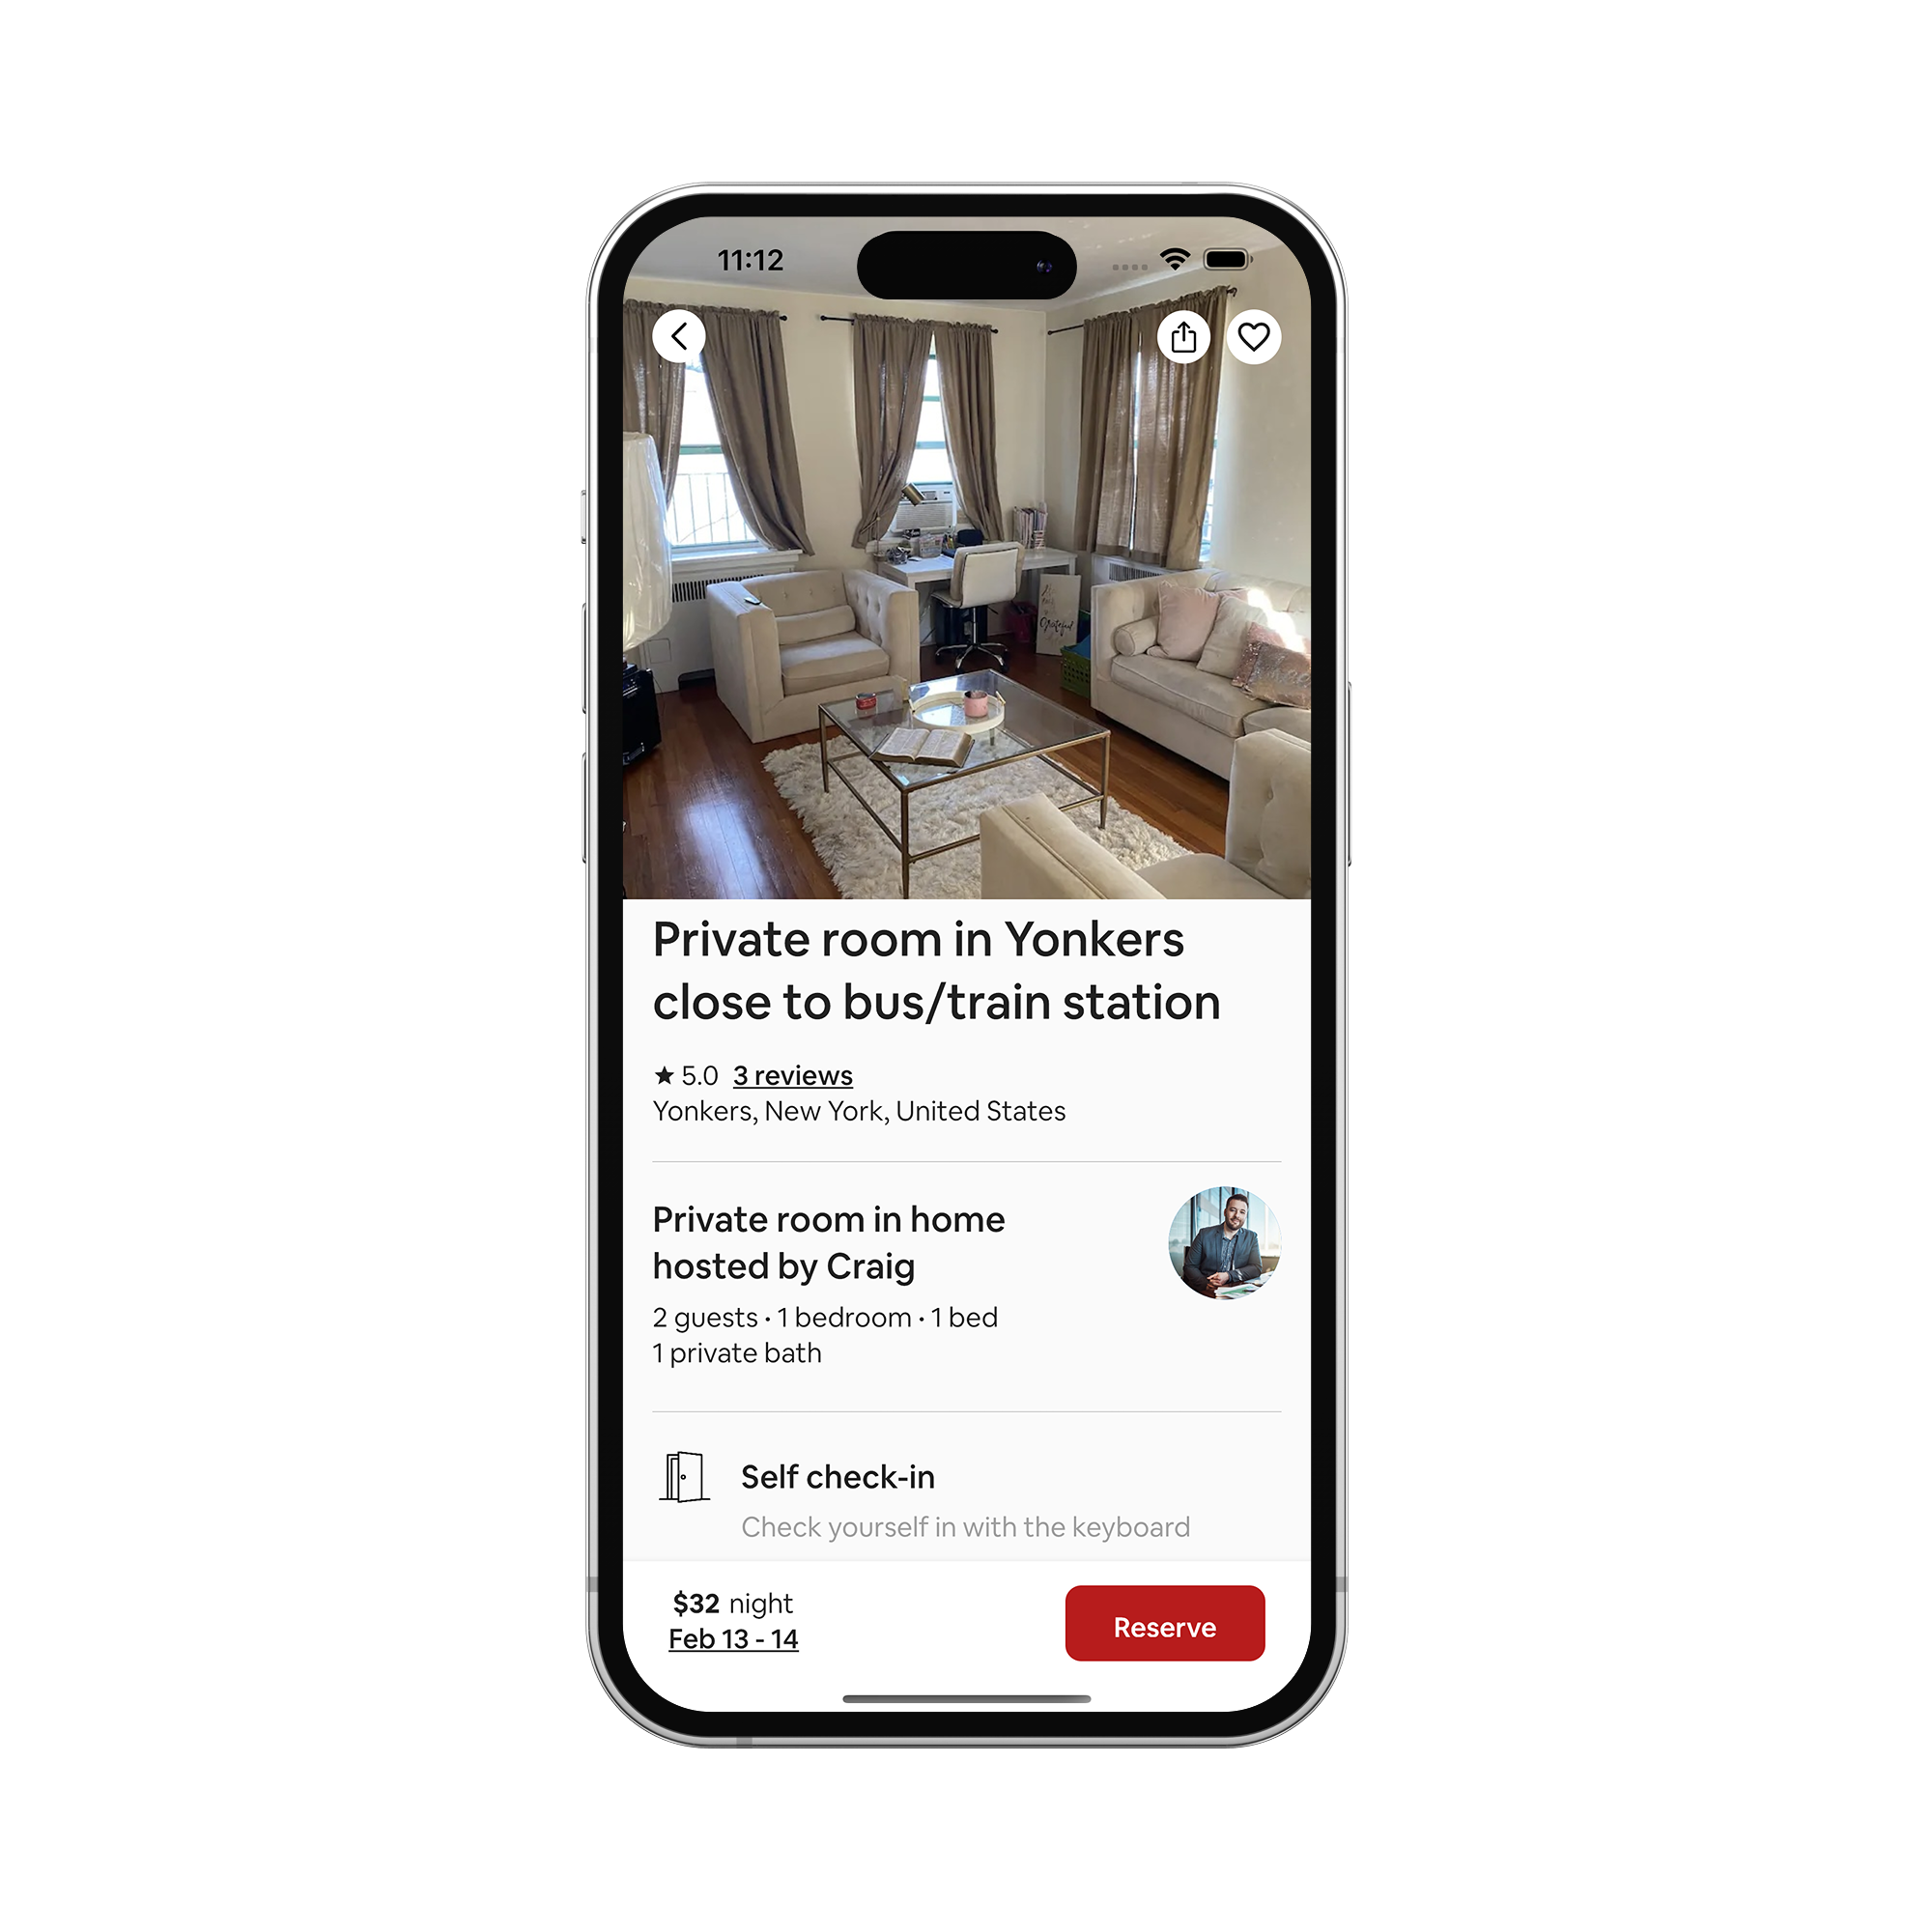 11:12
Grateful
Private room in Yonkers
close to bus/train station
★ 5.0 3 reviews
Yonkers, New York, United States
Private room in home
hosted by Craig
2 guests · 1 bedroom · 1 bed
1 private bath
Self check-in
Check yourself in with the keyboard
$32 night
Feb 13 - 14
Reserve